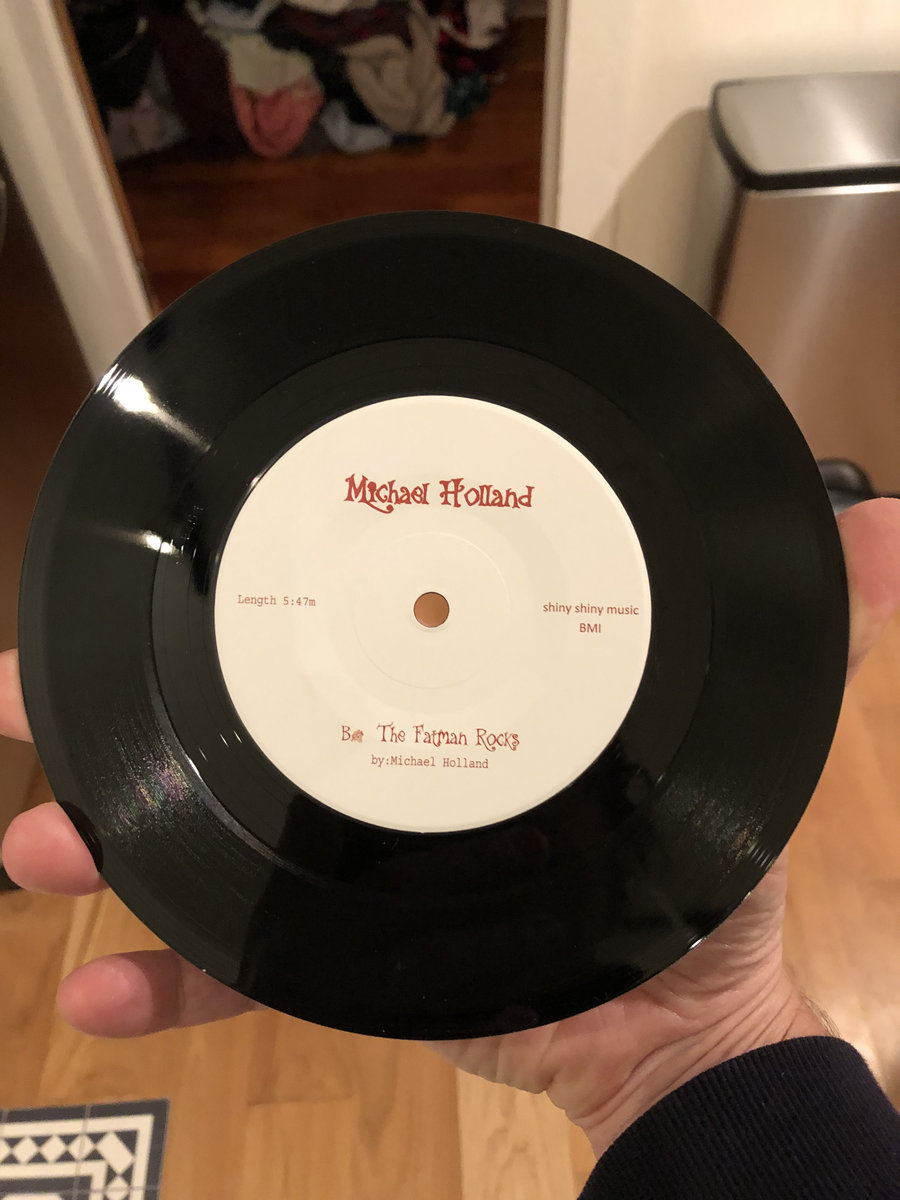 Michael Holland
Length 5:47m
shiny shiny music
BMI
B The Fatman Rocks
by:Michael Holland